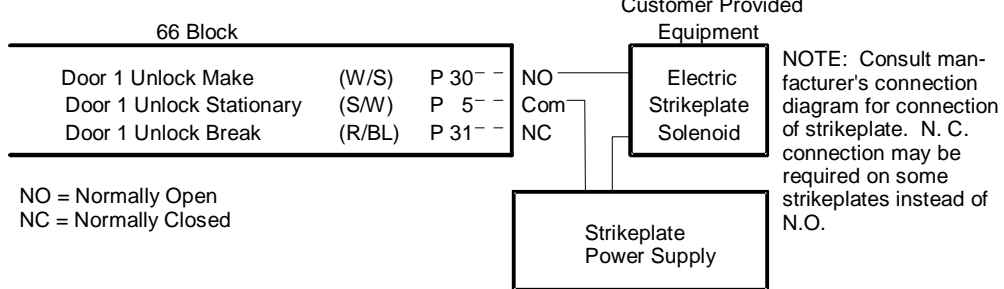 Customer Provided
66 Block
Equipment
Door 1 Unlock Make (W/S) P 30 NO
Door 1 Unlock Stationary (S/W) P 5 Com
Door 1 Unlock Break (R/BL) P 31 NC
Electric
Strikeplate
Solenoid
NOTE: Consult man-
facturer's connection
diagram for connection
of strikeplate. N. C.
connection may be
required on some
strikeplates instead of
N.O.
NO = Normally Open
NC = Normally Closed
Strikeplate
Power Supply